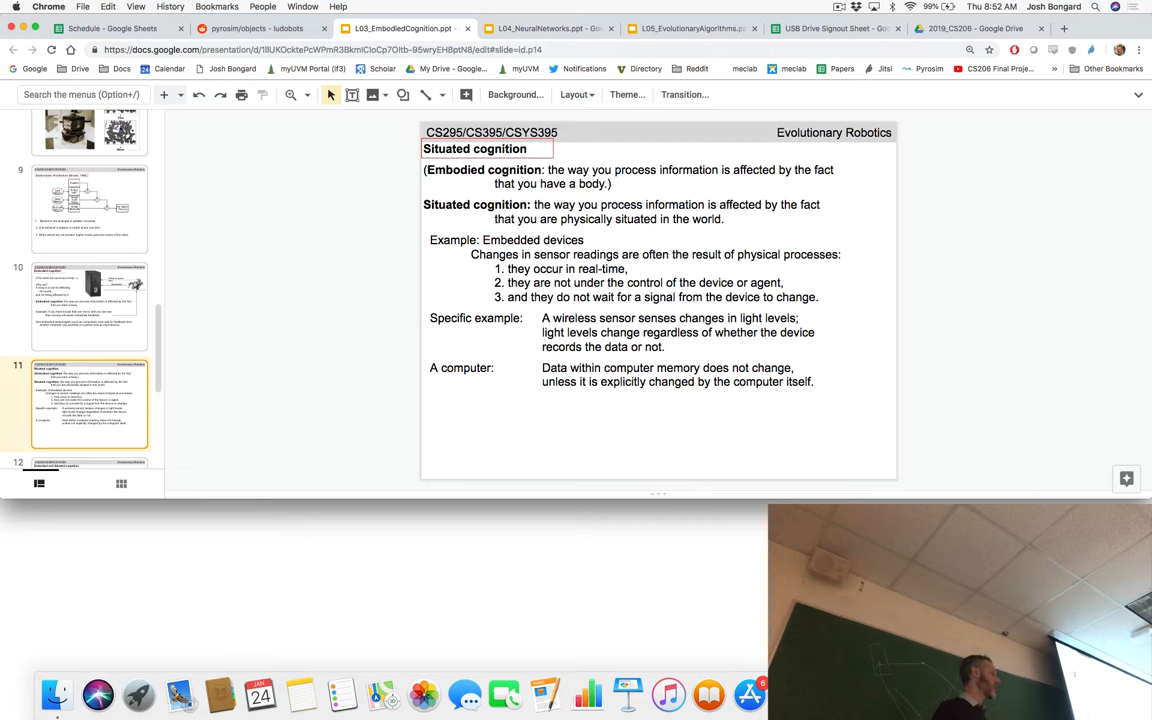 Chrome File Edit View History Bookmarks People Window Help 99% Thu 8:52 AM Josh Bongard
Schedule - Google Sheets
pyrosim/objects - ludobots
L03_EmbodiedCognition.ppt -
L04_NeuralNetworks.ppt - Goo
L05_EvolutionaryAlgorithms.pp
USB Drive Signout Sheet - Goo
2019_CS206 - Google Drive
https://docs.google.com/presentation/d/1llUKOcktePcWPmR3BkmlCloCp7OItb-95wryEH8ptN8/edit#slide=id.p14
Google Drive Docs Calendar Josh Bongard myUVM Portal (lf3) Scholar My Drive - Google... myUVM Notifications Directory Reddit meclab meclab Papers Jitsi Pyrosim CS206 Final Proje... Other Bookmarks
Search the menus (Option+/) Background... Layout Theme... Transition...
CS295/CS395/CSYS395 Evolutionary Robotics
Situated cognition
(Embodied cognition: the way you process information is affected by the fact
that you have a body.)
Situated cognition: the way you process information is affected by the fact
that you are physically situated in the world.
Example: Embedded devices
Changes in sensor readings are often the result of physical processes:
1. they occur in real-time,
2. they are not under the control of the device or agent,
3. and they do not wait for a signal from the device to change.
Specific example: A wireless sensor senses changes in light levels;
light levels change regardless of whether the device
records the data or not.
A computer: Data within computer memory does not change,
unless it is explicitly changed by the computer itself.
9
10
11
12
JAN
24
6